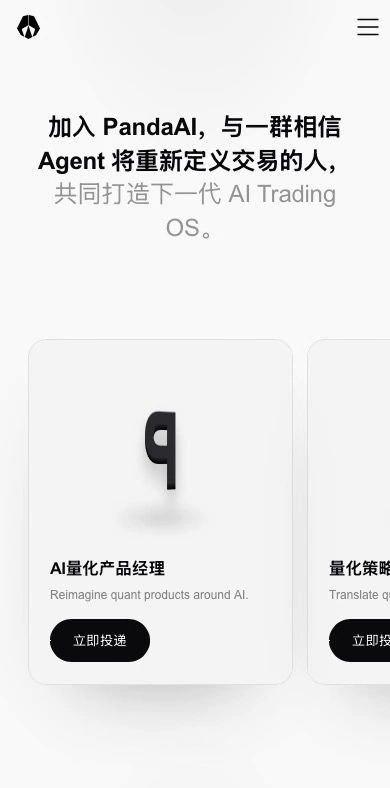 加入 PandaAI，与一群相信
Agent 将重新定义交易的人，
共同打造下一代 AI Trading
OS。
AI量化产品经理
Reimagine quant products around AI.
立即投递
量化策略
Translate
立即投